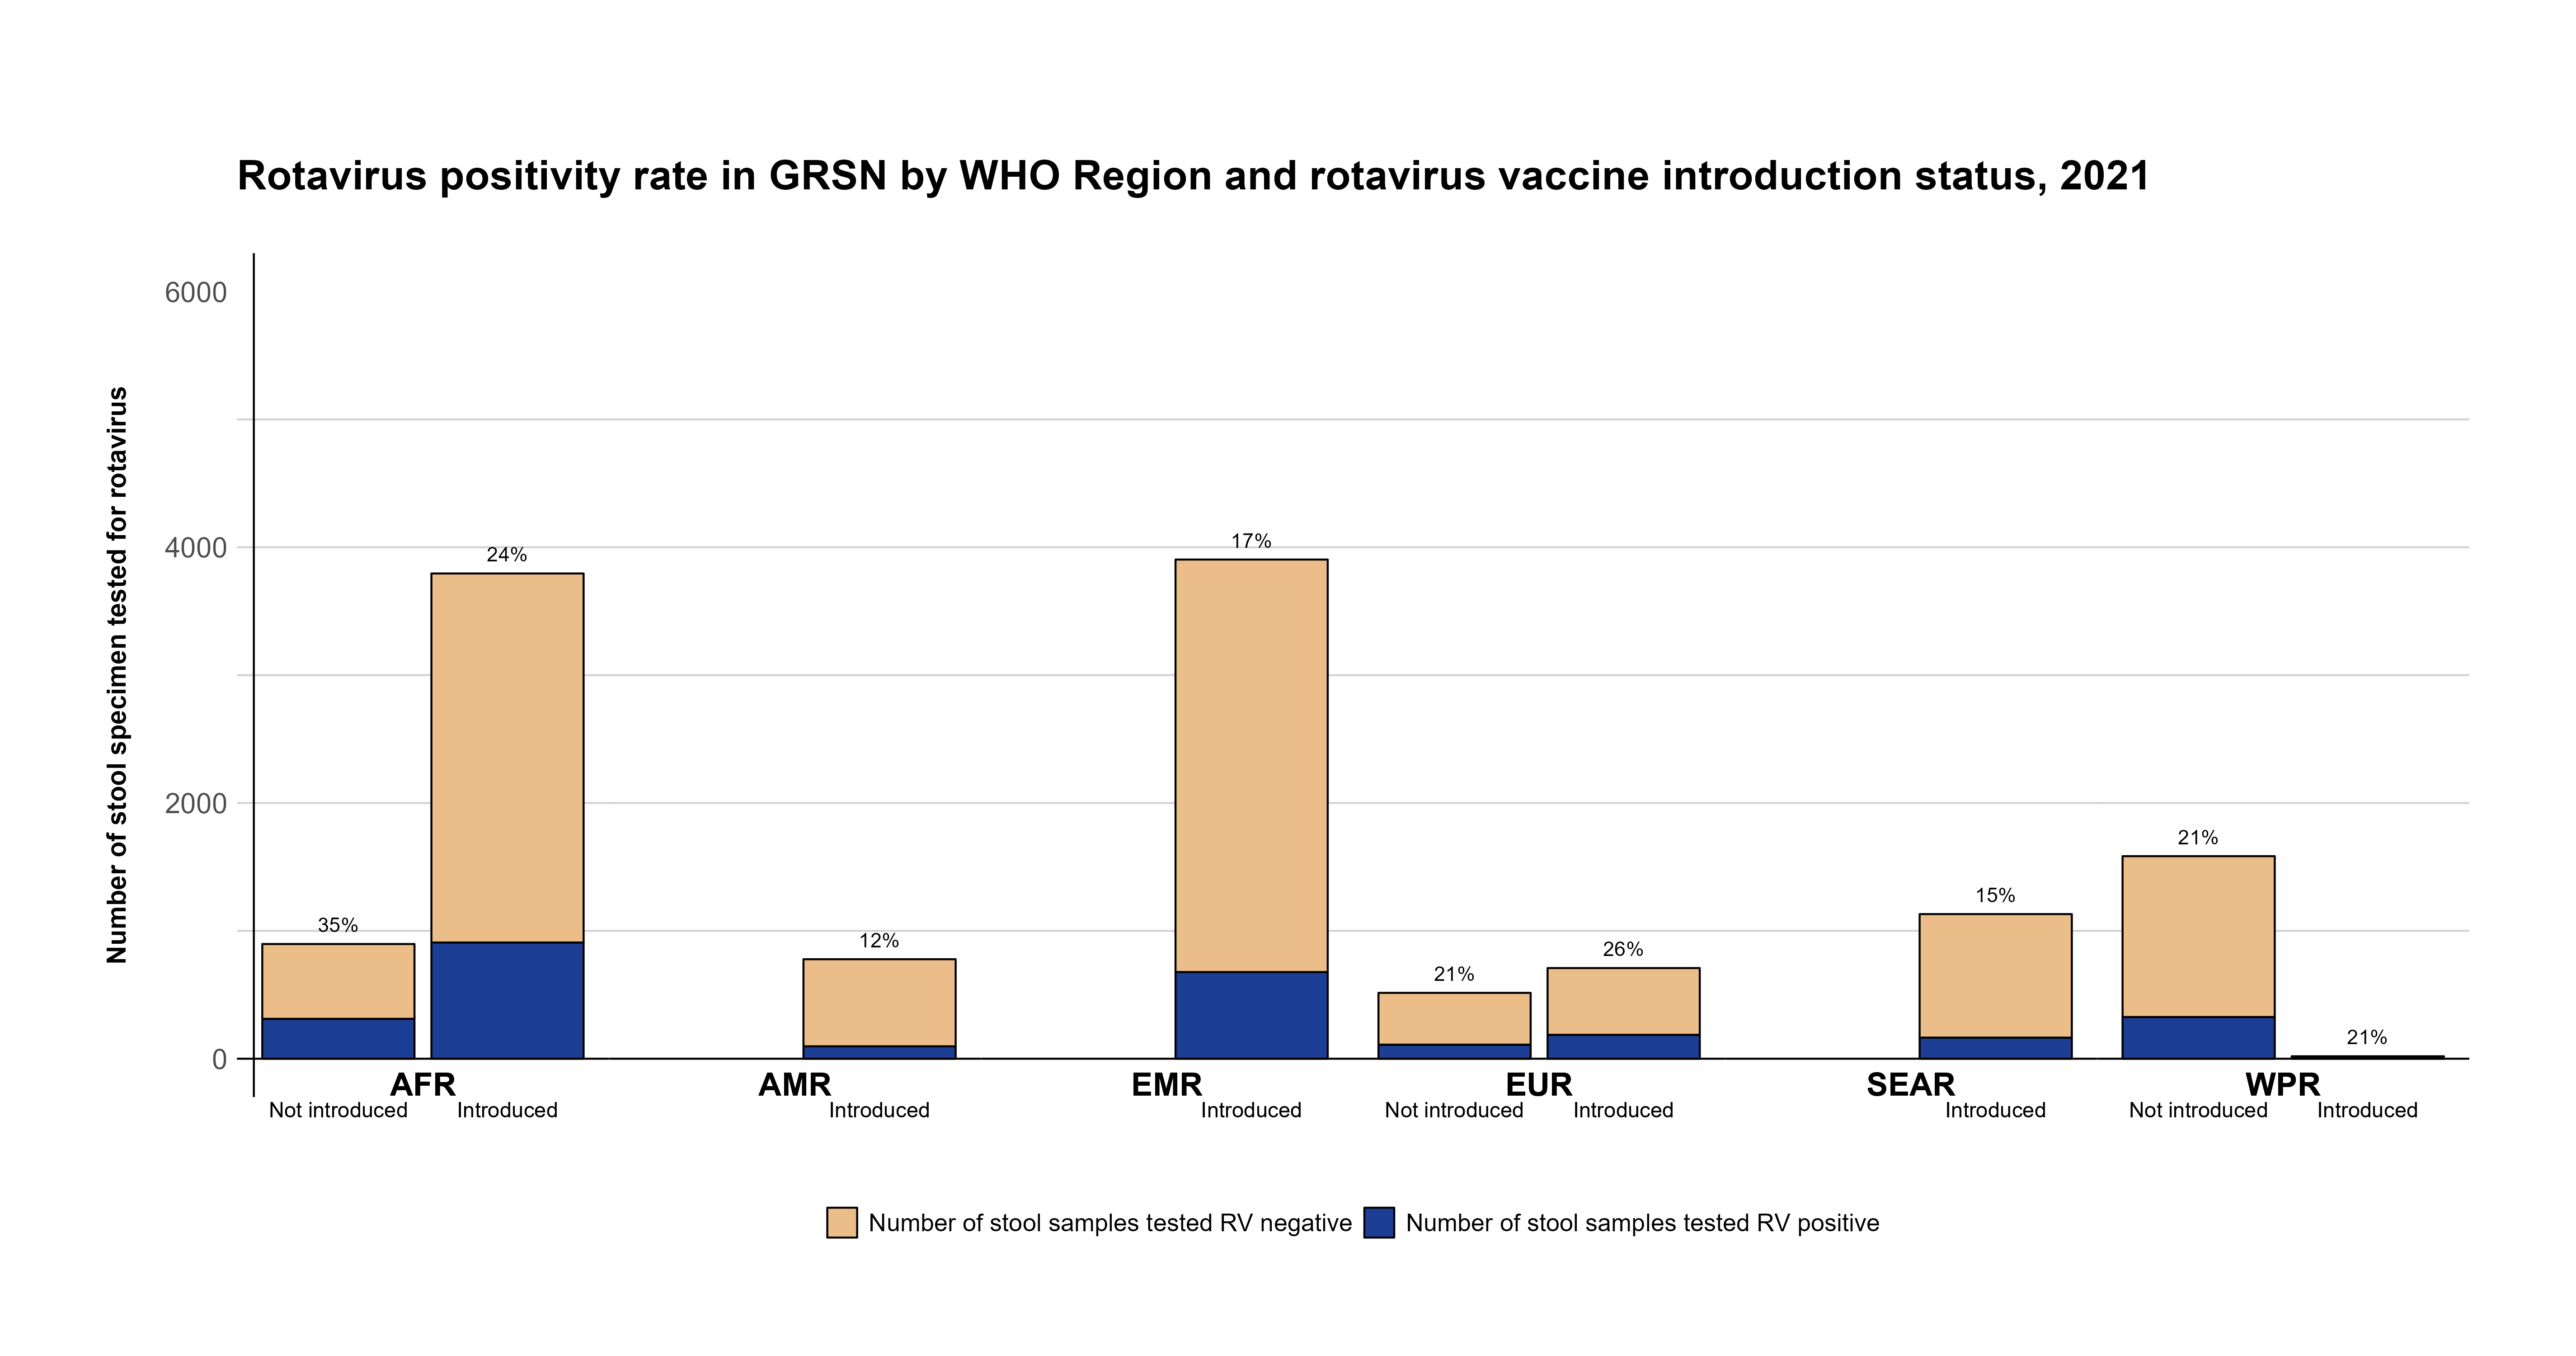 Rotavirus positivity rate in GRSN by WHO Region and rotavirus vaccine introduction status, 2021
Number of stool specimen tested for rotavirus
6000
4000
2000
0
35%
24%
12%
17%
21%
26%
15%
21%
21%
AFR
AMR
EMR
EUR
SEAR
WPR
Not introduced
Introduced
Introduced
Introduced
Not introduced
Introduced
Introduced
Not introduced
Introduced
Number of stool samples tested RV negative
Number of stool samples tested RV positive